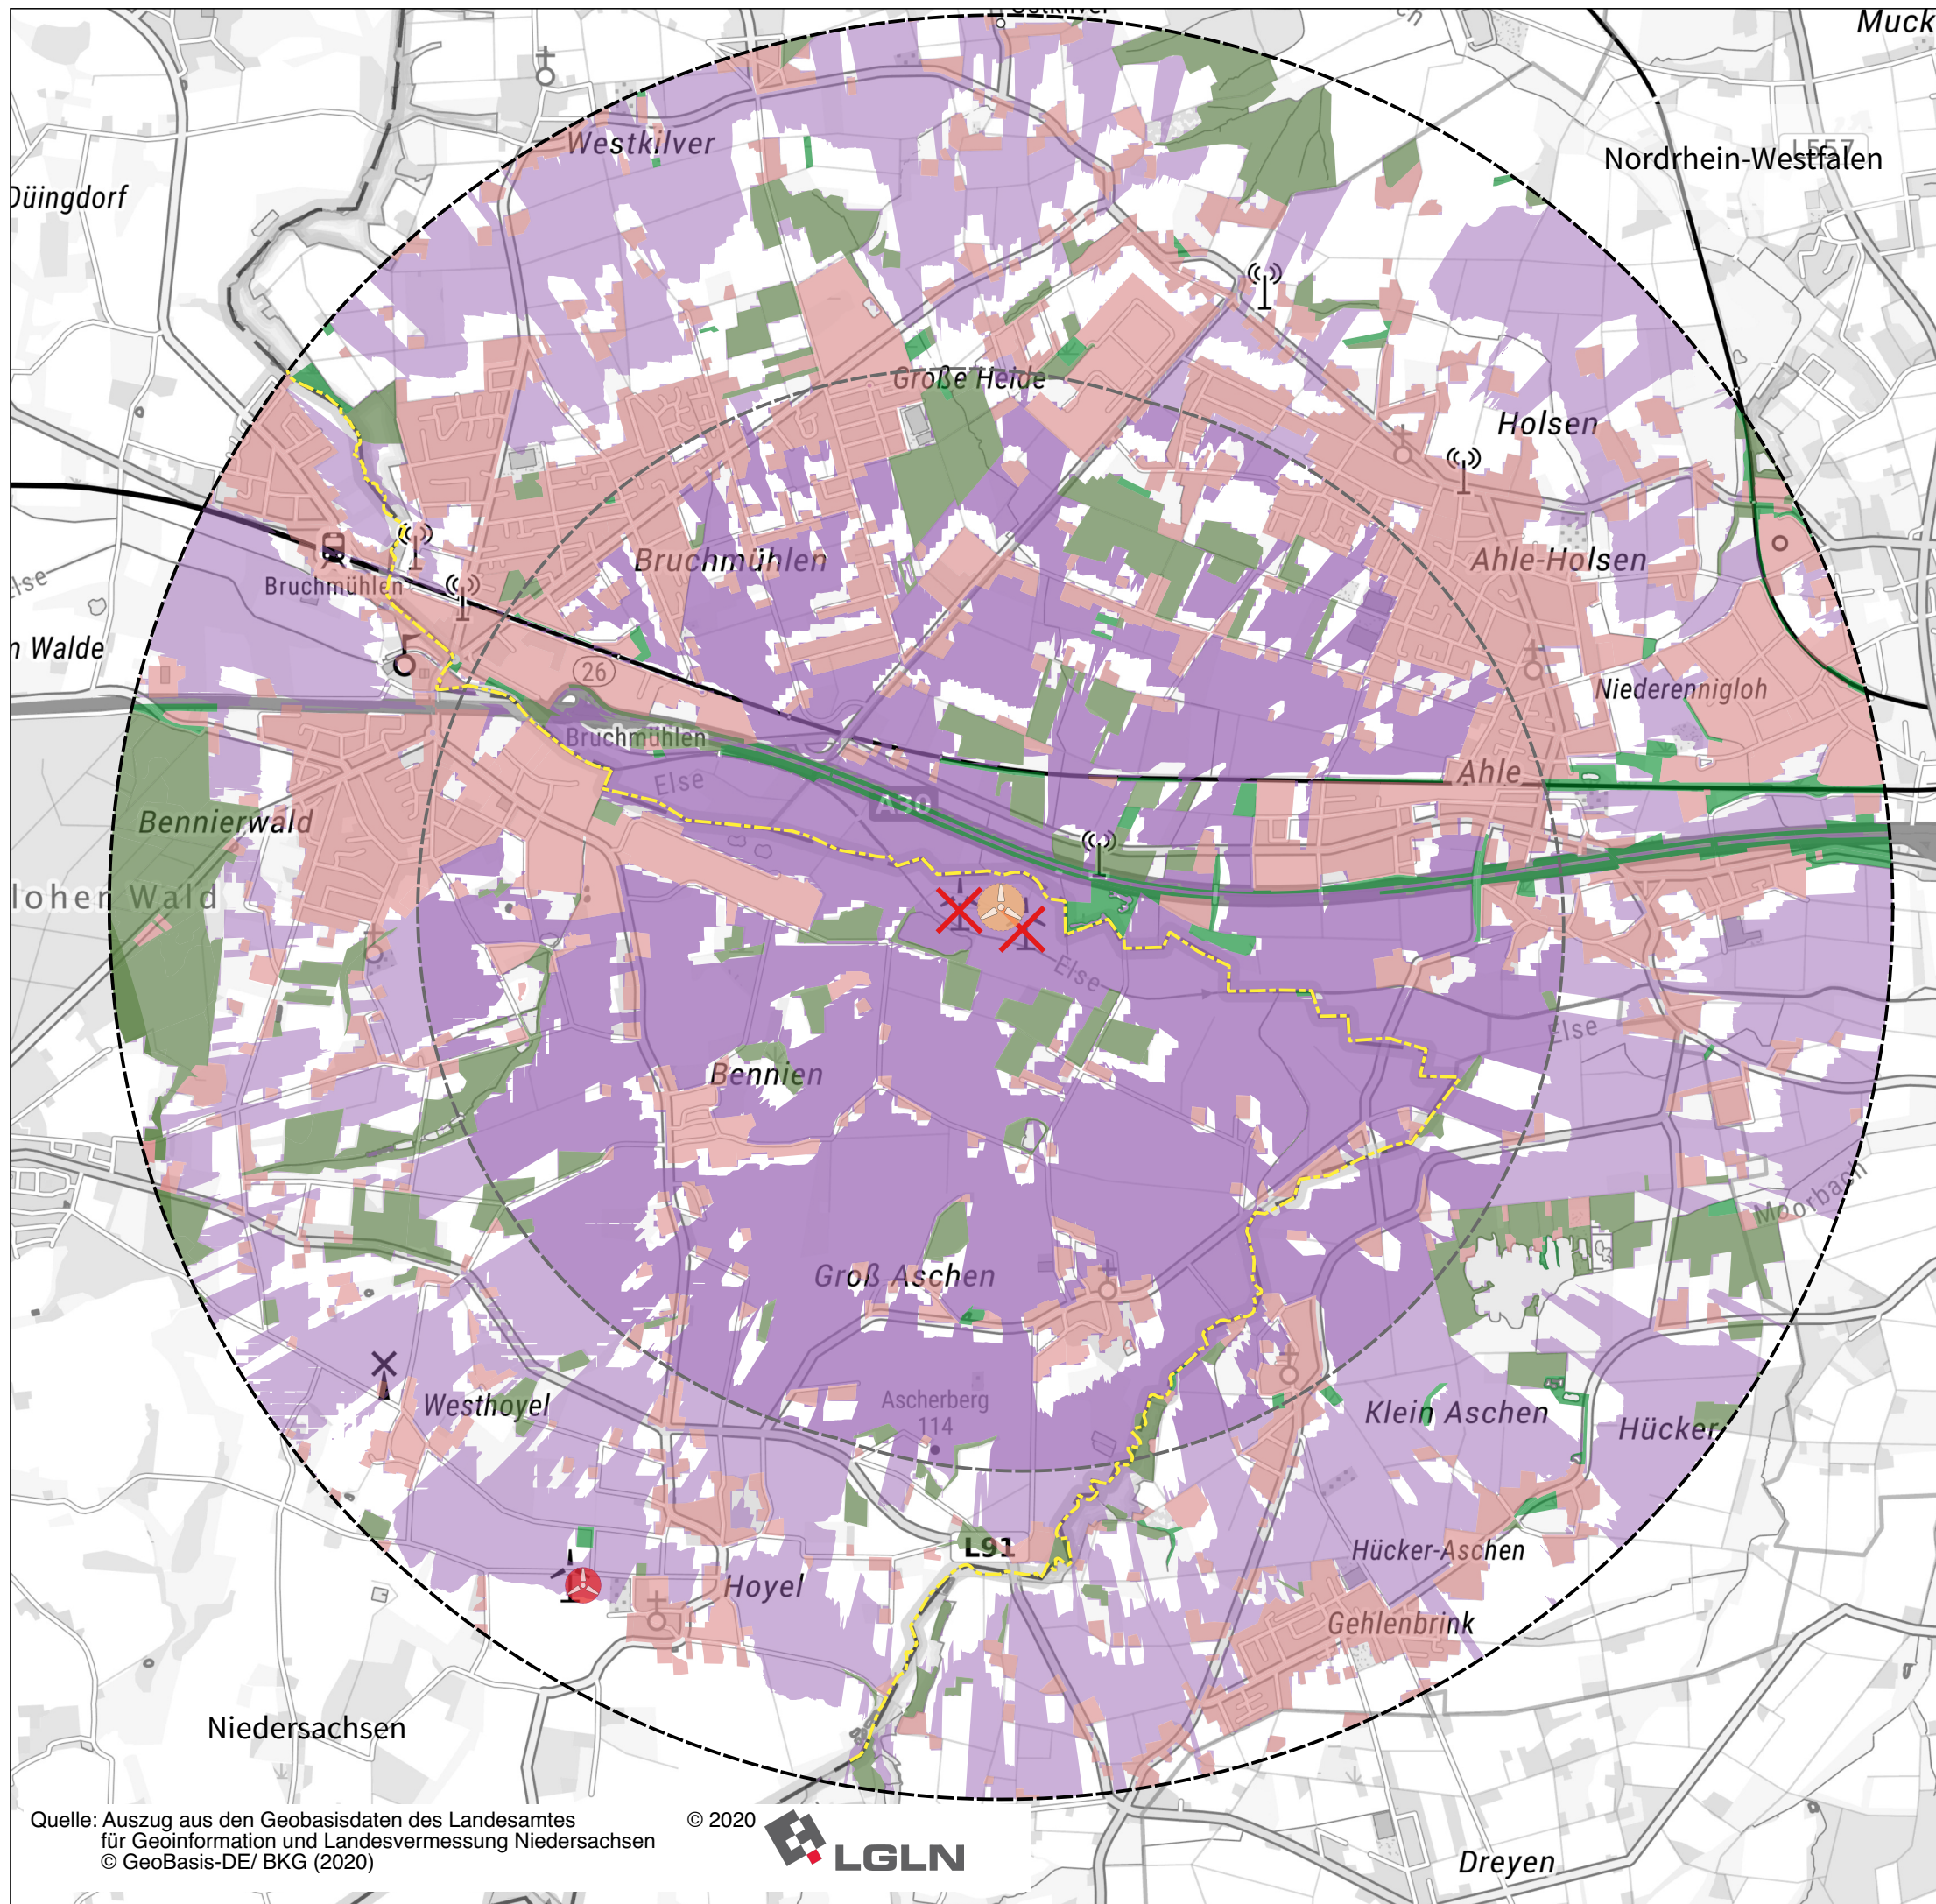 Ostkilver
Muck
Westkilver
L557
Nordrhein-Westfalen
Düingdorf
Große Heide
Holsen
Bruchmühlen
Ahle-Holsen
Bruchmühlen
Else
n Walde
26
Niederennigloh
Bruchmühlen
Else
Ahle
A30
Bennierwald
loher Wald
Else
Else
Bennien
Moorbach
Groß Aschen
Westhoyel
Ascherberg
114
Klein Aschen
Hücker
L91
Hücker-Aschen
Hoyel
Gehlenbrink
Niedersachsen
Quelle: Auszug aus den Geobasisdaten des Landesamtes
für Geoinformation und Landesvermessung Niedersachsen
© GeoBasis-DE/ BKG (2020)
© 2020
LGLN
Dreyen